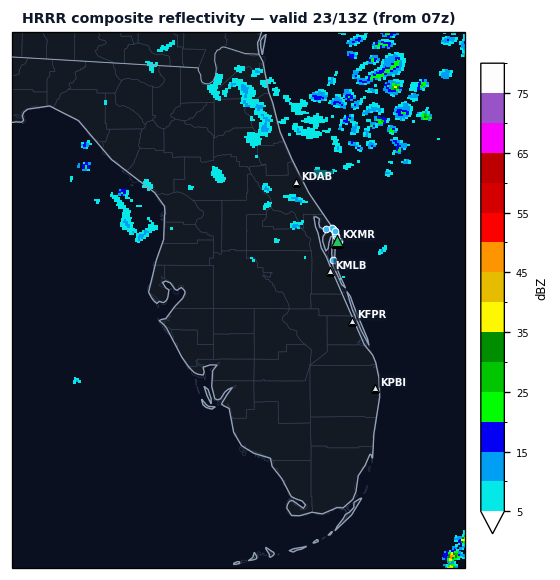 HRRR composite reflectivity — valid 23/13Z (from 07z)
KDAB
KXMR
KMLB
KFPR
KPBI
75
65
55
45
35
25
15
5
dBZ